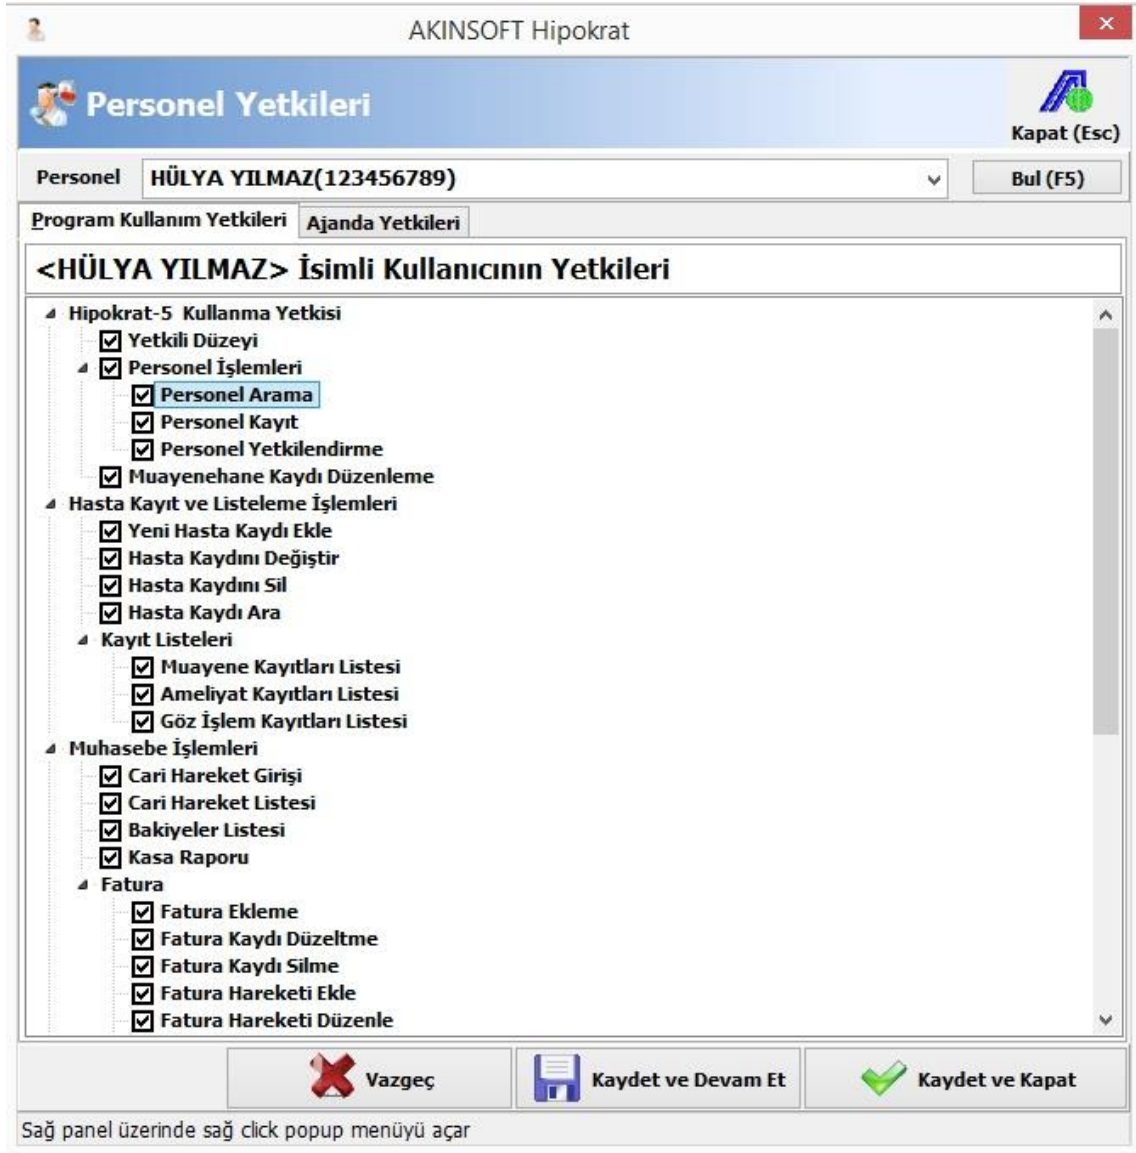 AKINSOFT Hipokrat
Personel Yetkileri
Kapat (Esc)
Personel HÜLYA YILMAZ(123456789) Bul (F5)
Program Kullanım Yetkileri Ajanda Yetkileri
<HÜLYA YILMAZ> İsimli Kullanıcının Yetkileri
Hipokrat-5 Kullanma Yetkisi
Yetkili Düzeyi
Personel İşlemleri
Personel Arama
Personel Kayıt
Personel Yetkilendirme
Muayenehane Kaydı Düzenleme
Hasta Kayıt ve Listeleme İşlemleri
Yeni Hasta Kaydı Ekle
Hasta Kaydını Değiştir
Hasta Kaydını Sil
Hasta Kaydı Ara
Kayıt Listeleri
Muayene Kayıtları Listesi
Ameliyat Kayıtları Listesi
Göz İşlem Kayıtları Listesi
Muhasebe İşlemleri
Cari Hareket Girişi
Cari Hareket Listesi
Bakiyeler Listesi
Kasa Raporu
Fatura
Fatura Ekleme
Fatura Kaydı Düzeltme
Fatura Kaydı Silme
Fatura Hareketi Ekle
Fatura Hareketi Düzenle
Vazgeç Kaydet ve Devam Et Kaydet ve Kapat
Sağ panel üzerinde sağ click popup menüyü açar